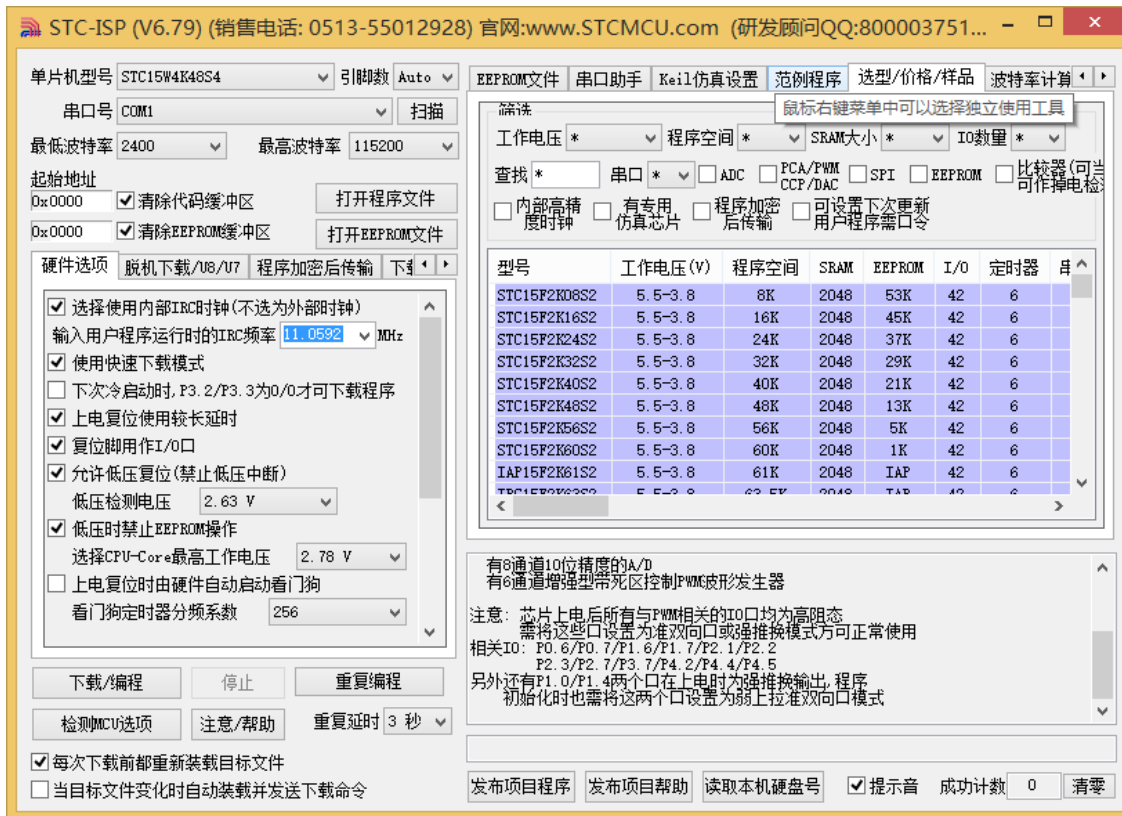 STC-ISP (V6.79) (销售电话: 0513-55012928) 官网:www.STCMCU.com (研发顾问QQ:800003751...
单片机型号 STC15W4K48S4 引脚数 Auto
串口号 COM1 扫描
最低波特率 2400 最高波特率 115200
起始地址
0x0000 清除代码缓冲区 打开程序文件
0x0000 清除EEPROM缓冲区 打开EEPROM文件
硬件选项 脱机下载/U8/U7 程序加密后传输
选择使用内部IRC时钟(不选为外部时钟)
输入用户程序运行时的IRC频率 11.0592 MHz
使用快速下载模式
下次冷启动时,P3.2/P3.3为0/0才可下载程序
上电复位使用较长延时
复位脚用作I/O口
允许低压复位(禁止低压中断)
低压检测电压 2.63 V
低压时禁止EEPROM操作
选择CPU-Core最高工作电压 2.78 V
上电复位时由硬件自动启动看门狗
看门狗定时器分频系数 256
下载/编程 停止 重复编程
检测MCU选项 注意/帮助 重复延时 3 秒
每次下载前都重新装载目标文件
当目标文件变化时自动装载并发送下载命令
EEPROM文件 串口助手 Keil仿真设置 范例程序 选型/价格/样品 波特率计算
鼠标右键菜单中可以选择独立使用工具
筛选
工作电压 * 程序空间 * SRAM大小 * IO数量 *
查找 * 串口 * ADC PCA/PWM SPI EEPROM 比较器(可当
CCP/DAC 可作掉电检
内部高精 有专用 程序加密 可设置下次更新
度时钟 仿真芯片 后传输 用户程序需口令
型号 工作电压(V) 程序空间 SRAM EEPROM I/O 定时器
STC15F2K08S2 5.5-3.8 8K 2048 53K 42 6
STC15F2K16S2 5.5-3.8 16K 2048 45K 42 6
STC15F2K24S2 5.5-3.8 24K 2048 37K 42 6
STC15F2K32S2 5.5-3.8 32K 2048 29K 42 6
STC15F2K40S2 5.5-3.8 40K 2048 21K 42 6
STC15F2K48S2 5.5-3.8 48K 2048 13K 42 6
STC15F2K56S2 5.5-3.8 56K 2048 5K 42 6
STC15F2K60S2 5.5-3.8 60K 2048 1K 42 6
IAP15F2K61S2 5.5-3.8 61K 2048 IAP 42 6
有8通道10位精度的A/D
有6通道增强型带死区控制PWM波形发生器
注意: 芯片上电后所有与PWM相关的IO口均为高阻态
需将这些口设置为准双向口或强推挽模式方可正常使用
相关IO: P0.6/P0.7/P1.6/P1.7/P2.1/P2.2
P2.3/P2.7/P3.7/P4.2/P4.4/P4.5
另外还有P1.0/P1.4两个口在上电时为强推挽输出,程序
初始化时也需将这两个口设置为弱上拉准双向口模式
发布项目程序 发布项目帮助 读取本机硬盘号 提示音 成功计数 0 清零